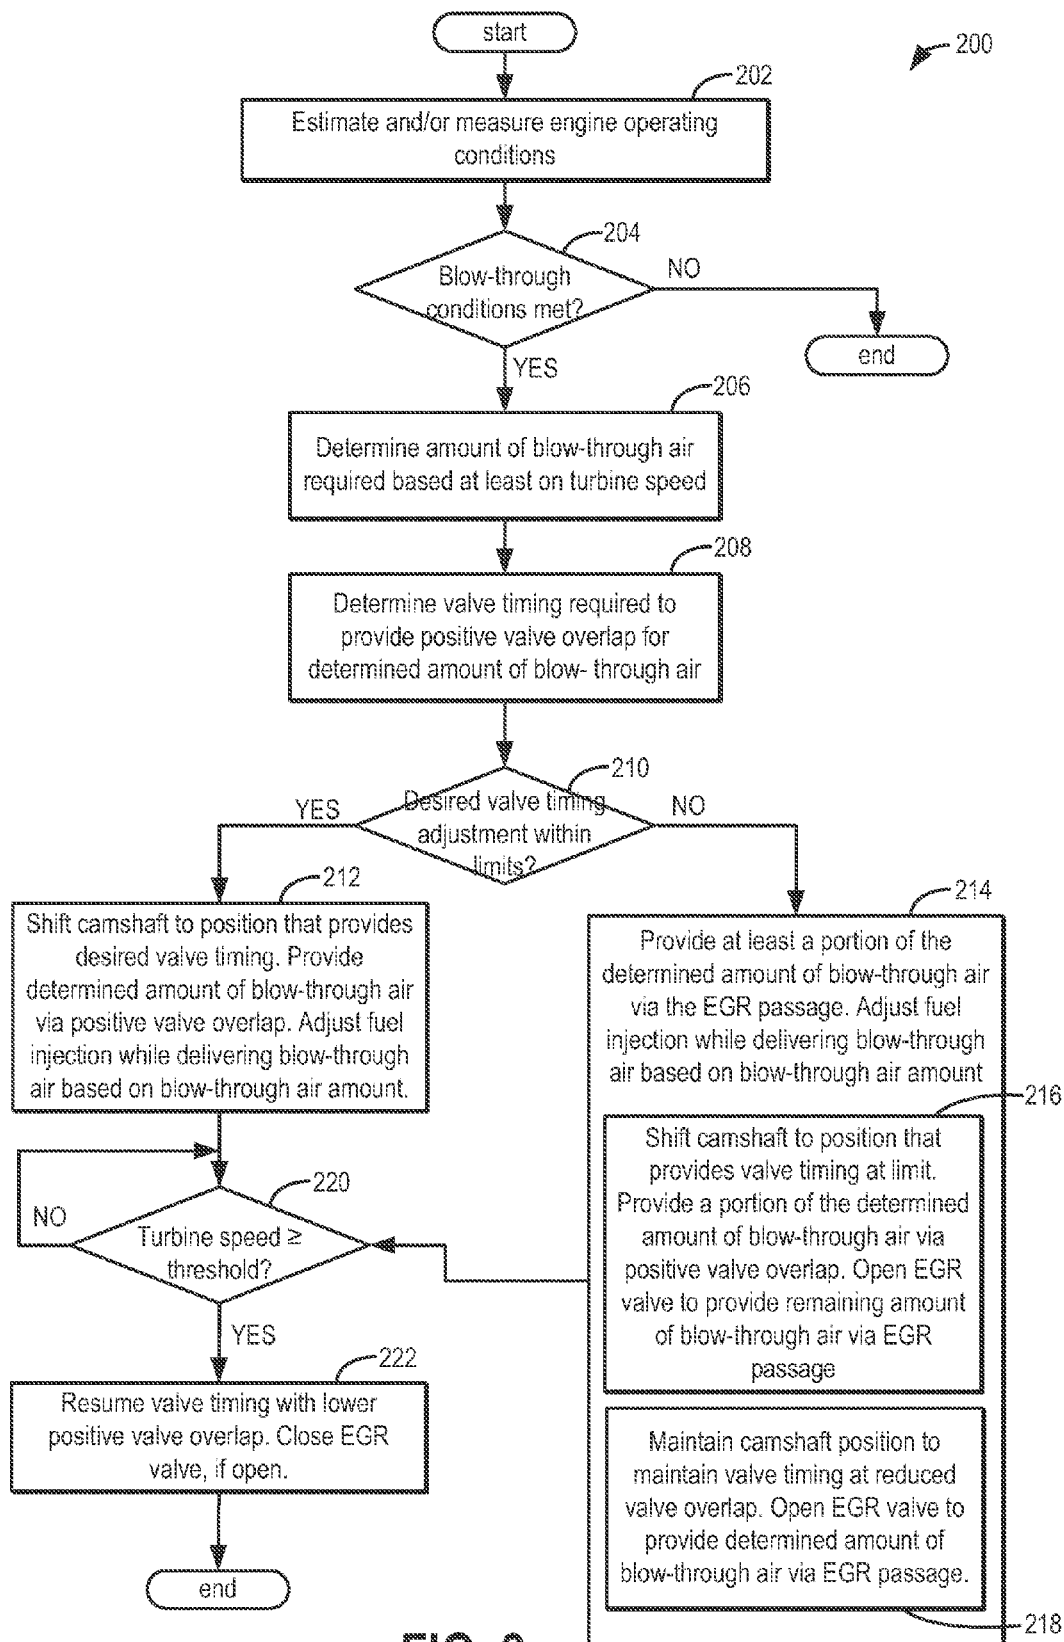 start
200
202
Estimate and/or measure engine operating
conditions
204
Blow-through
conditions met?
NO
end
YES
206
Determine amount of blow-through air
required based at least on turbine speed
208
Determine valve timing required to
provide positive valve overlap for
determined amount of blow- through air
210
Desired valve timing
adjustment within
limits?
YES
NO
212
Shift camshaft to position that provides
desired valve timing. Provide
determined amount of blow-through air
via positive valve overlap. Adjust fuel
injection while delivering blow-through
air based on blow-through air amount.
214
Provide at least a portion of the
determined amount of blow-through air
via the EGR passage. Adjust fuel
injection while delivering blow-through
air based on blow-through air amount
216
Shift camshaft to position that
provides valve timing at limit.
Provide a portion of the determined
amount of blow-through air via
positive valve overlap. Open EGR
valve to provide remaining amount
of blow-through air via EGR
passage
220
NO
Turbine speed ≥
threshold?
YES
222
Resume valve timing with lower
positive valve overlap. Close EGR
valve, if open.
end
Maintain camshaft position to
maintain valve timing at reduced
valve overlap. Open EGR valve to
provide determined amount of
blow-through air via EGR passage.
218
FIG.